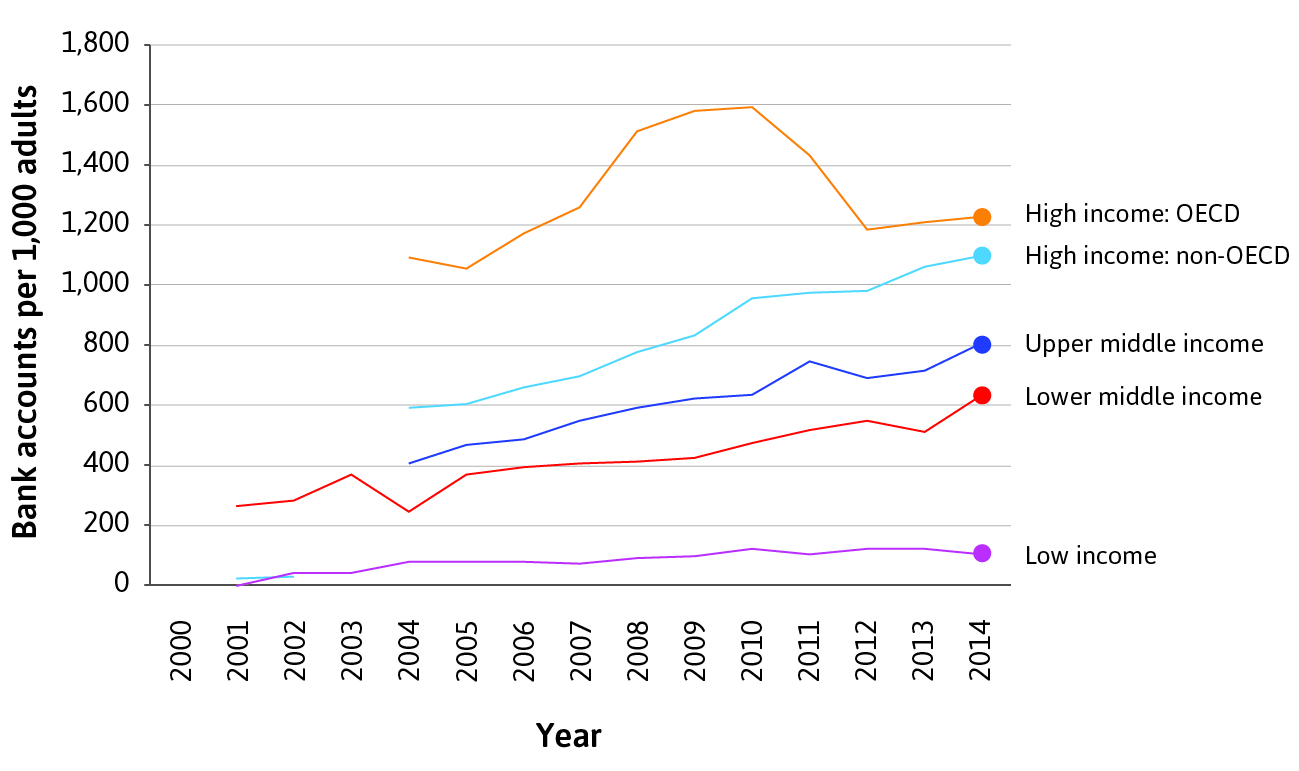 Bank accounts per 1,000 adults
1,800
1,600
1,400
1,200
1,000
800
600
400
200
0
High income: OECD
High income: non-OECD
Upper middle income
Lower middle income
Low income
2000 2001 2002 2003 2004 2005 2006 2007 2008 2009 2010 2011 2012 2013 2014
Year